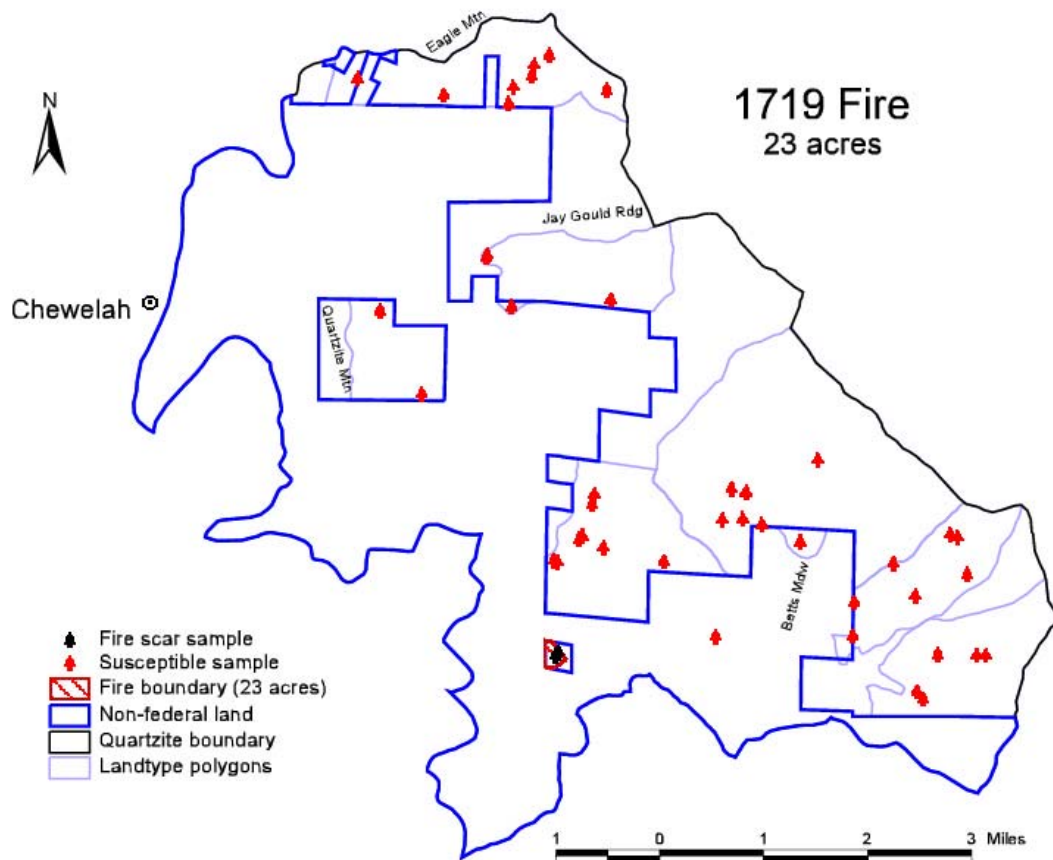 Eagle Mtn
N
1719 Fire
23 acres
Jay Gould Rdg
Chewelah
Quartzite Mtn
Betts Mdw
Fire scar sample
Susceptible sample
Fire boundary (23 acres)
Non-federal land
Quartzite boundary
Landtype polygons
1 0 1 2 3 Miles